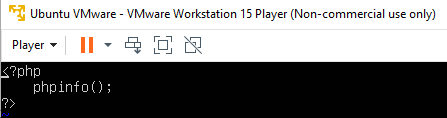 Ubuntu VMware - VMware Workstation 15 Player (Non-commercial use only)
Player
<?php
    phpinfo();
?>